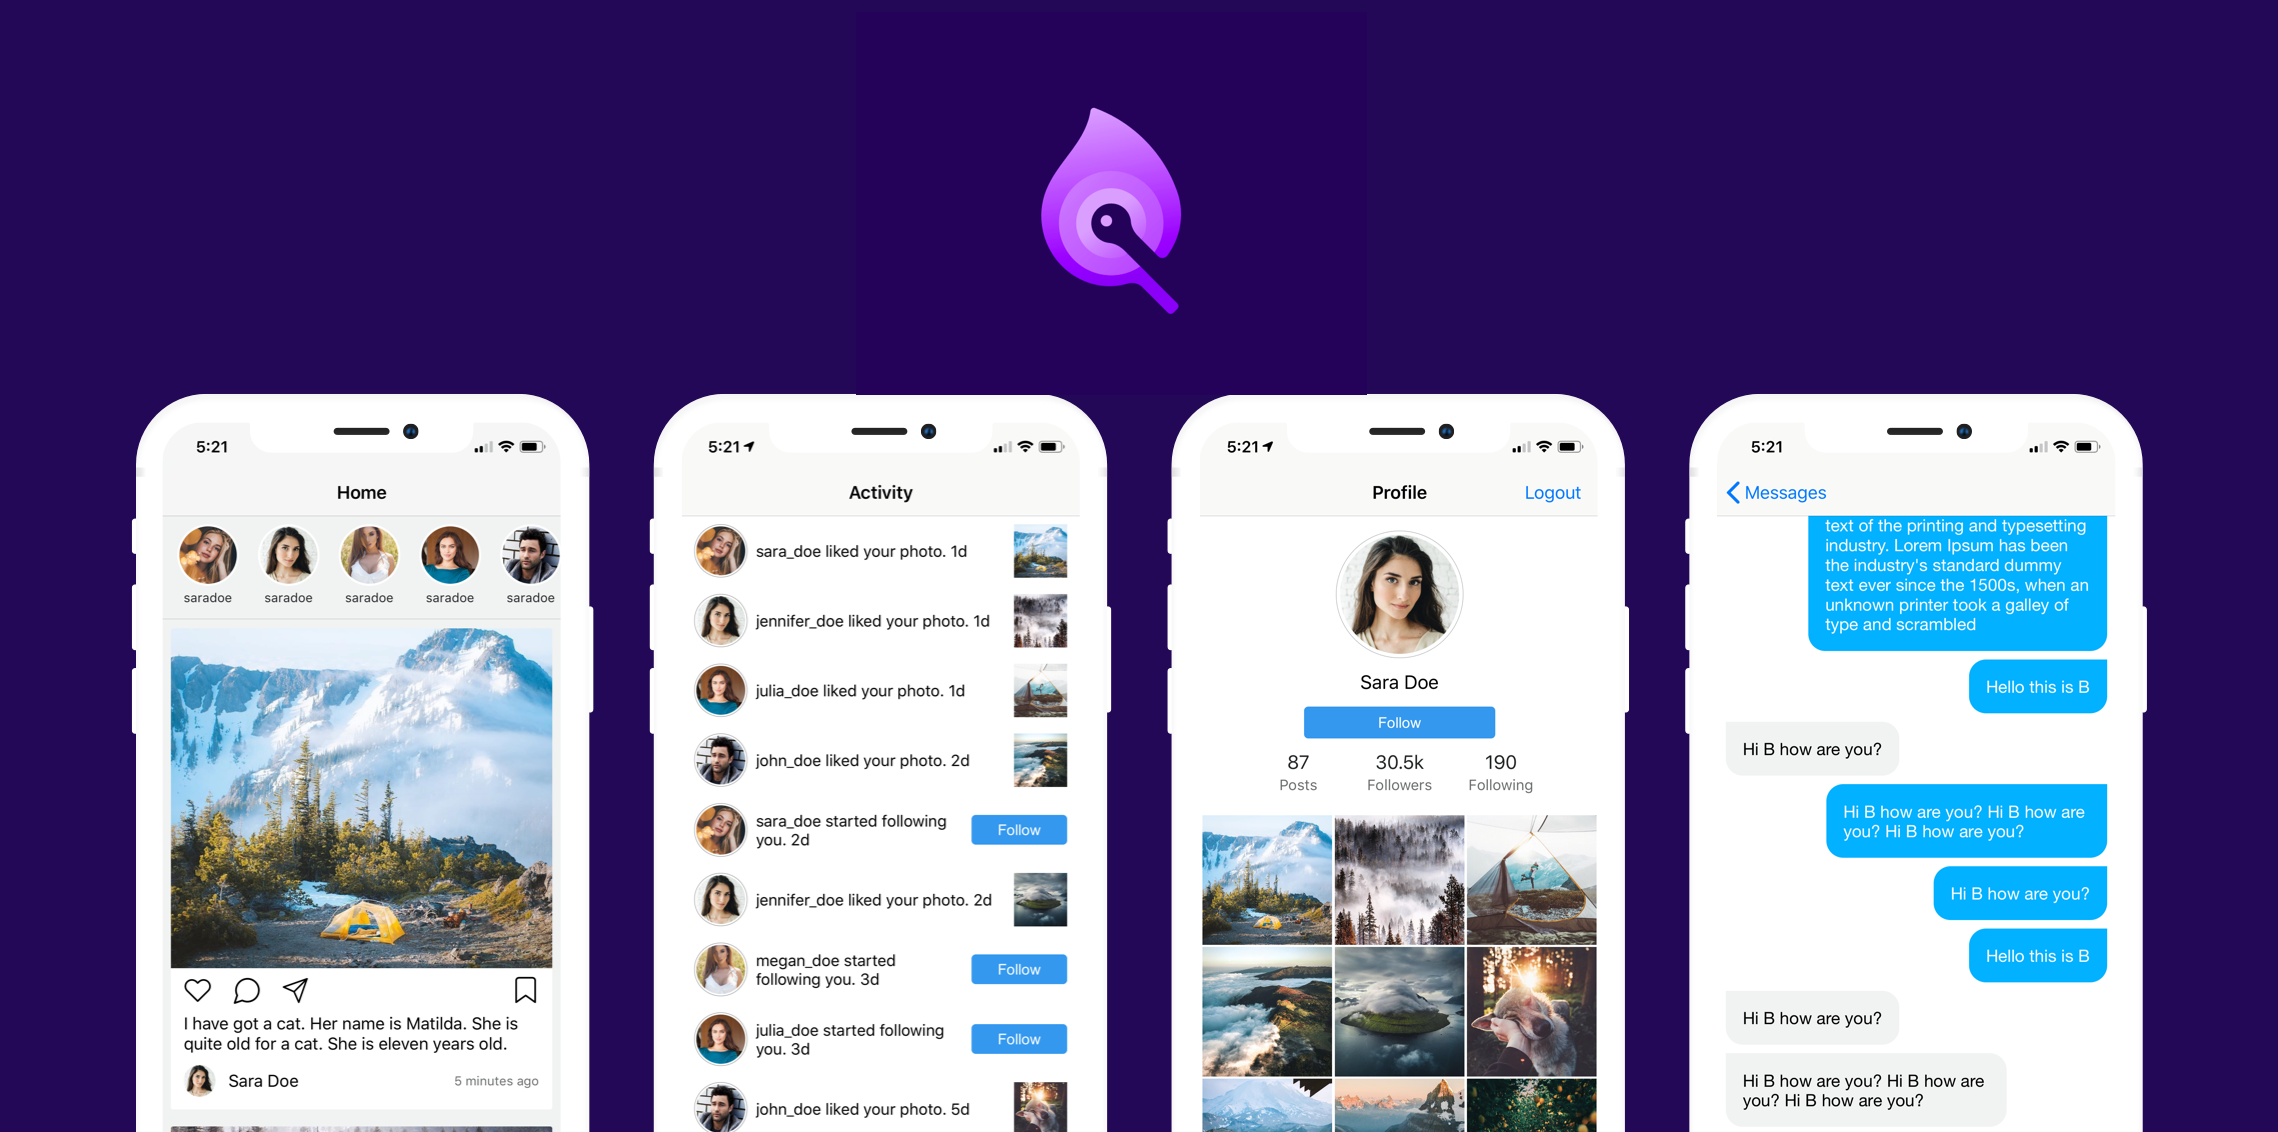 5:21
Home
saradoe
saradoe
saradoe
saradoe
saradoe
I have got a cat. Her name is Matilda. She is
quite old for a cat. She is eleven years old.
Sara Doe
5 minutes ago
5:21
Activity
sara_doe liked your photo. 1d
jennifer_doe liked your photo. 1d
julia_doe liked your photo. 1d
john_doe liked your photo. 2d
sara_doe started following
you. 2d
Follow
jennifer_doe liked your photo. 2d
megan_doe started
following you. 3d
Follow
julia_doe started following
you. 3d
Follow
john_doe liked your photo. 5d
5:21
Profile
Logout
Sara Doe
Follow
87
Posts
30.5k
Followers
190
Following
5:21
Messages
text of the printing and typesetting
industry. Lorem Ipsum has been
the industry's standard dummy
text ever since the 1500s, when an
unknown printer took a galley of
type and scrambled
Hello this is B
Hi B how are you?
Hi B how are you? Hi B how are
you? Hi B how are you?
Hi B how are you?
Hello this is B
Hi B how are you?
Hi B how are you? Hi B how are
you? Hi B how are you?